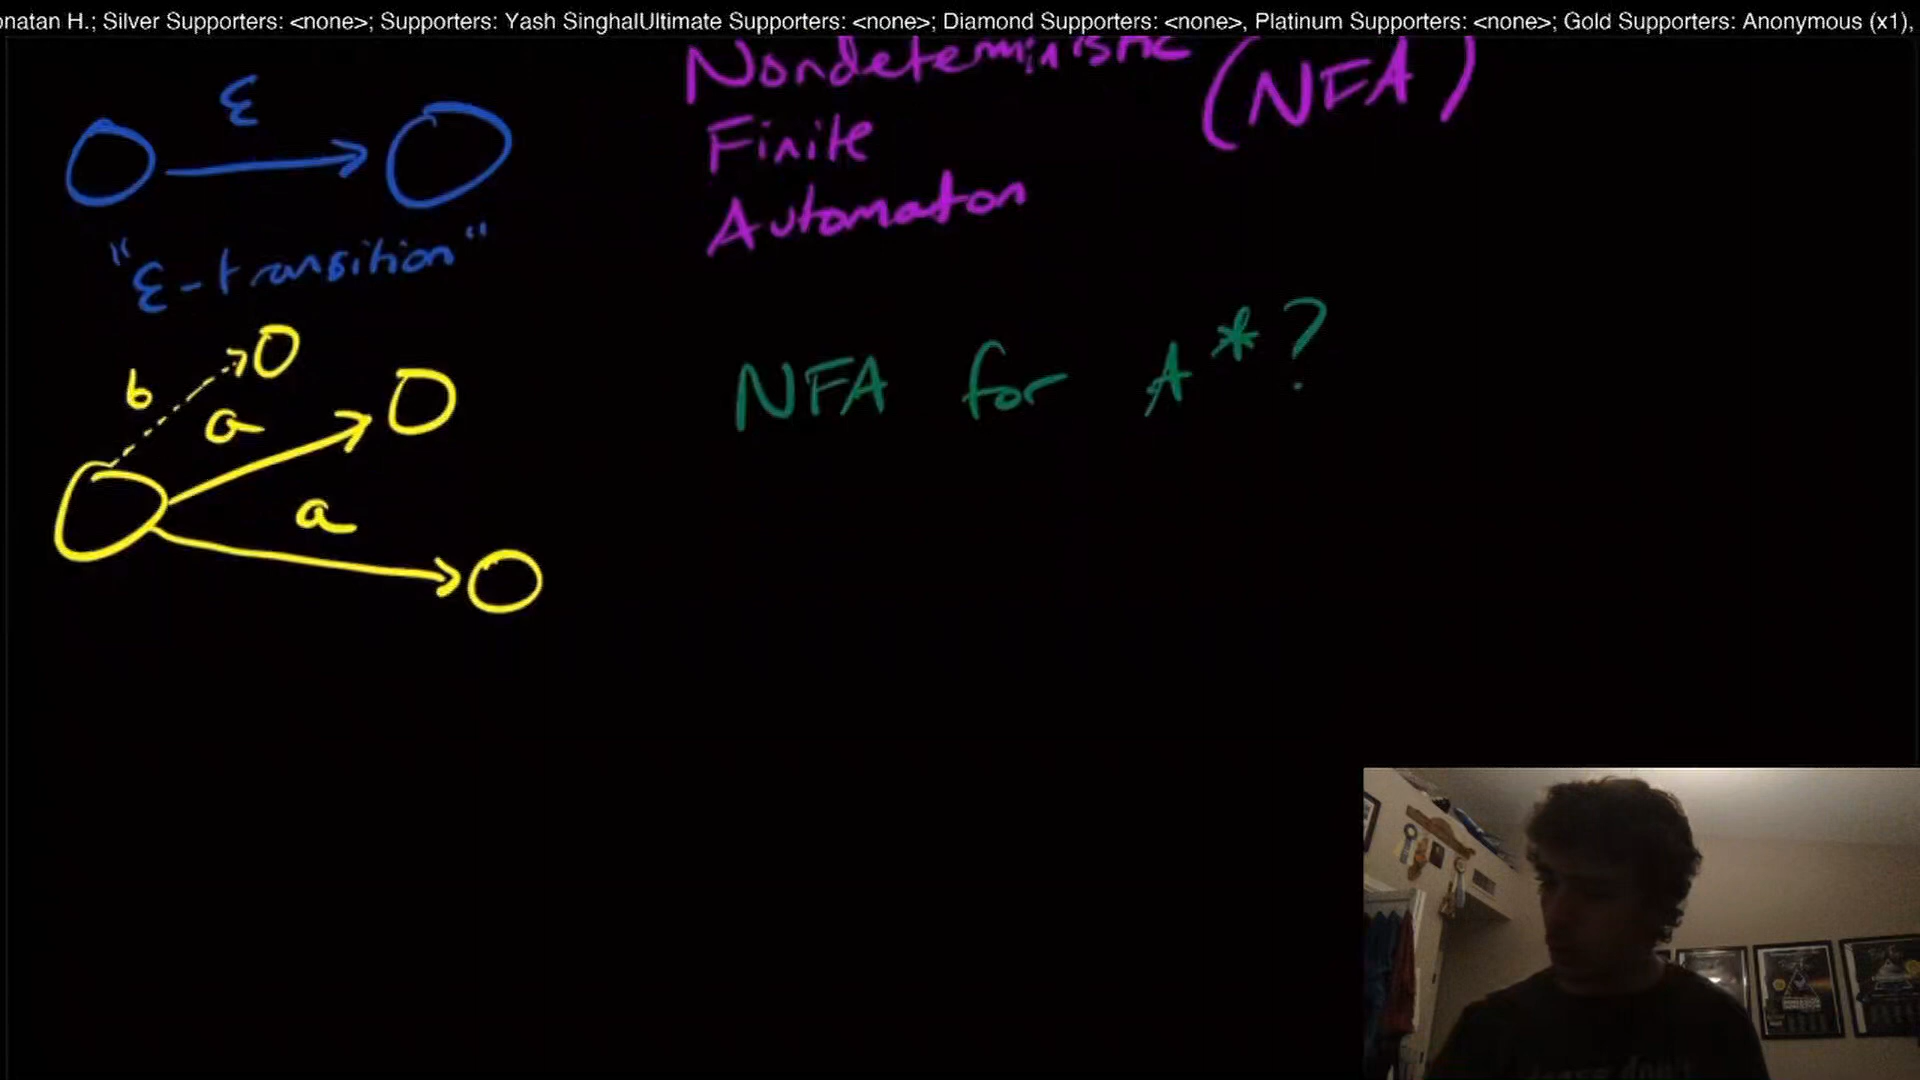 onatan H.; Silver Supporters: <none>; Supporters: Yash SinghalUltimate Supporters: <none>; Diamond Supporters: <none>, Platinum Supporters: <none>; Gold Supporters: Anonymous (x1),
Nondeterministic (NFA)
Finite
Automaton
ε
"ε-transition"
NFA for A*?
b
a
a